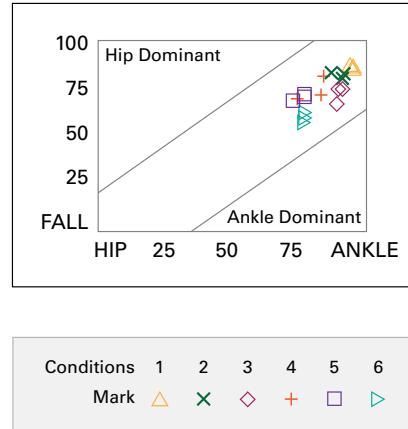 100
Hip Dominant
75
50
25
FALL
Ankle Dominant
HIP 25 50 75 ANKLE
Conditions 1 2 3 4 5 6
Mark